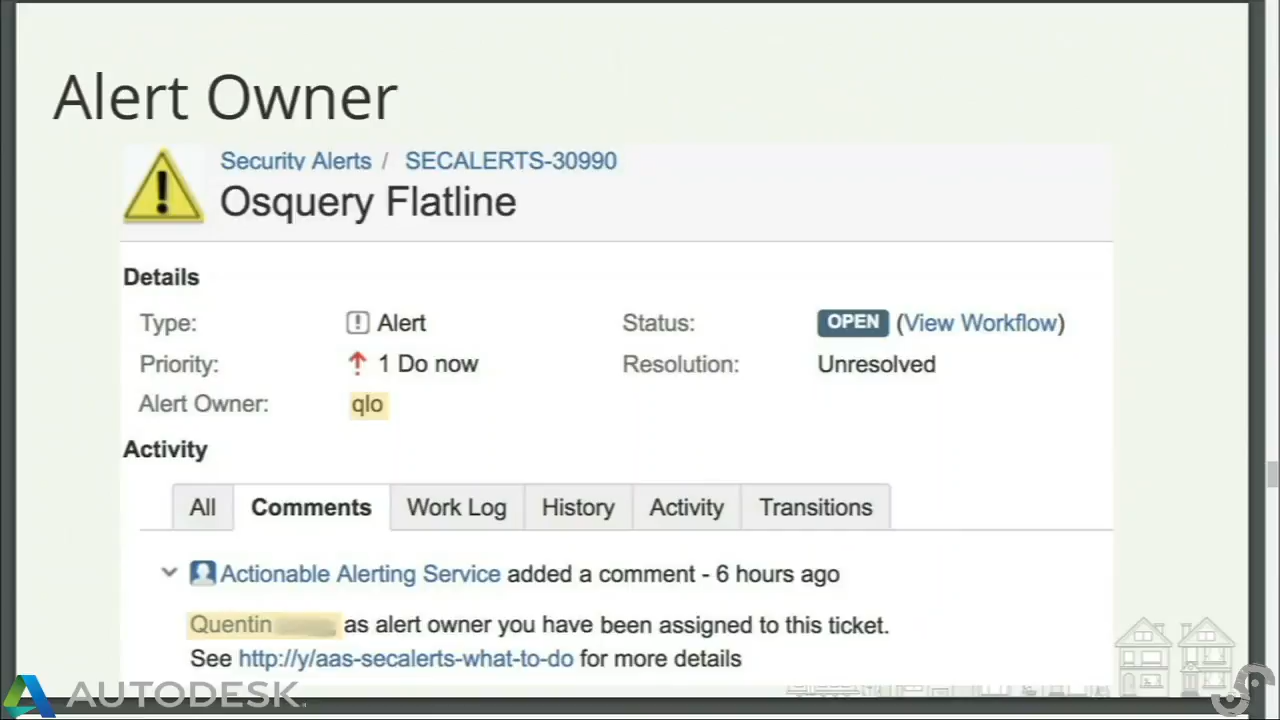 Alert Owner
Security Alerts / SECALERTS-30990
Osquery Flatline
Details
Type: Alert Status: OPEN (View Workflow)
Priority: 1 Do now Resolution: Unresolved
Alert Owner: qlo
Activity
All Comments Work Log History Activity Transitions
Actionable Alerting Service added a comment - 6 hours ago
Quentin as alert owner you have been assigned to this ticket.
See http://y/aas-secalerts-what-to-do for more details
AUTODESK.